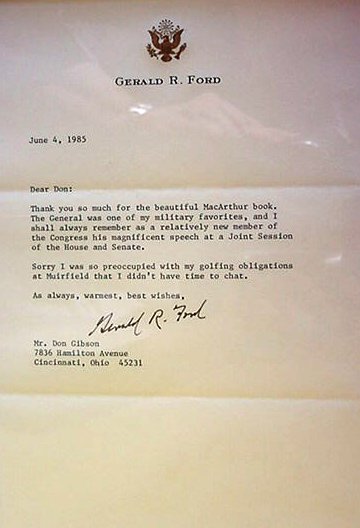 GERALD R. FORD
June 4, 1985
Dear Don:
Thank you so much for the beautiful MacArthur book.
The General was one of my military favorites, and I
shall always remember as a relatively new member of
the Congress his magnificent speech at a Joint Session
of the House and Senate.
Sorry I was so preoccupied with my golfing obligations
at Muirfield that I didn't have time to chat.
As always, warmest, best wishes,
Gerald R. Ford
Mr. Don Gibson
7836 Hamilton Avenue
Cincinnati, Ohio 45231